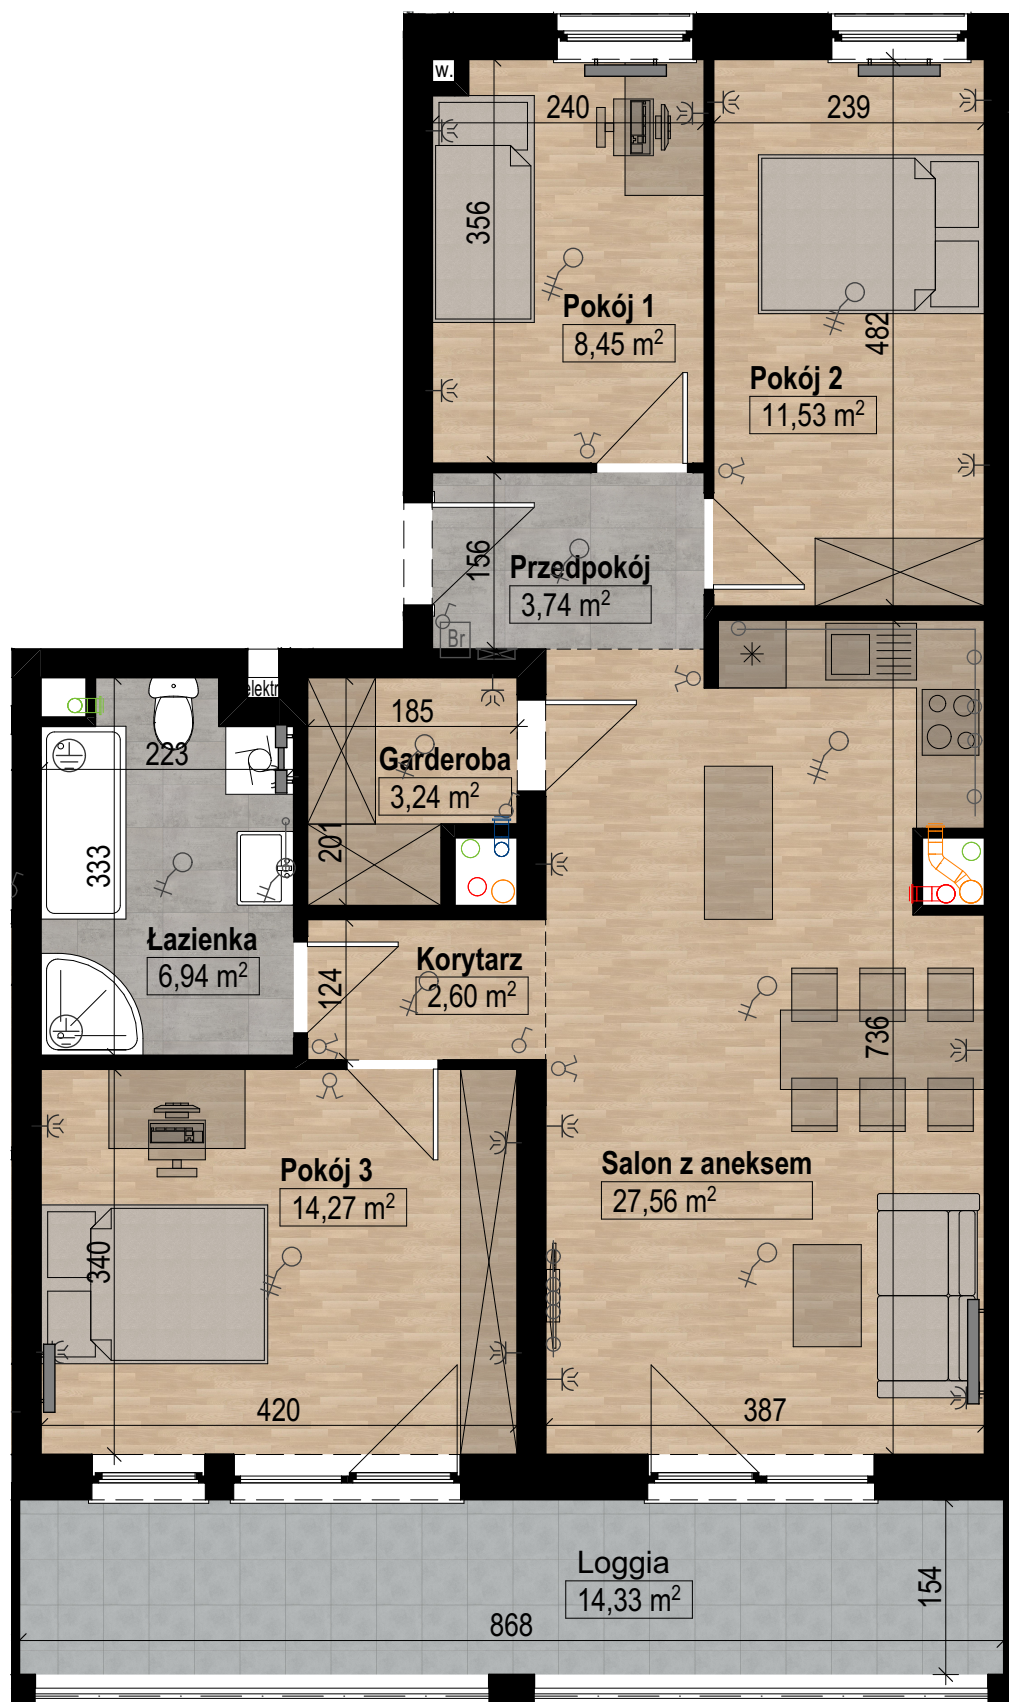 w.
240
239
356
Pokój 1
8,45 m²
482
Pokój 2
11,53 m²
156
Przedpokój
3,74 m²
Br
elektr
185
223
Garderoba
3,24 m²
201
333
Łazienka
6,94 m²
Korytarz
2,60 m²
124
736
Pokój 3
14,27 m²
Salon z aneksem
27,56 m²
340
420
387
Loggia
14,33 m²
154
868